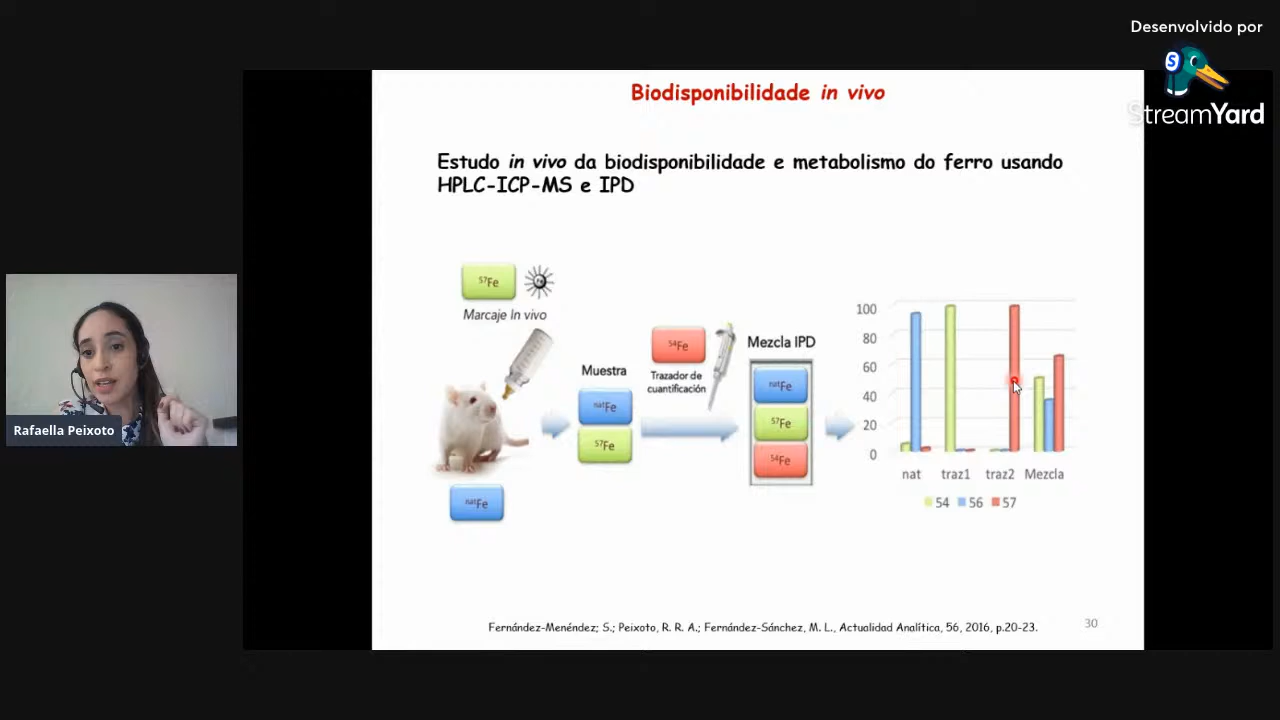 Desenvolvido por
StreamYard
Biodisponibilidade in vivo
Estudo in vivo da biodisponibilidade e metabolismo do ferro usando
HPLC-ICP-MS e IPD
⁵⁷Fe
Marcaje In vivo
natFe
Muestra
natFe
⁵⁷Fe
⁵⁴Fe
Trazador de
cuantificación
Mezcla IPD
natFe
⁵⁷Fe
⁵⁴Fe
100
80
60
40
20
0
nat traz1 traz2 Mezcla
54 56 57
Fernández-Menéndez; S.; Peixoto, R. R. A.; Fernández-Sánchez, M. L., Actualidad Analítica, 56, 2016, p.20-23.
30
Rafaella Peixoto